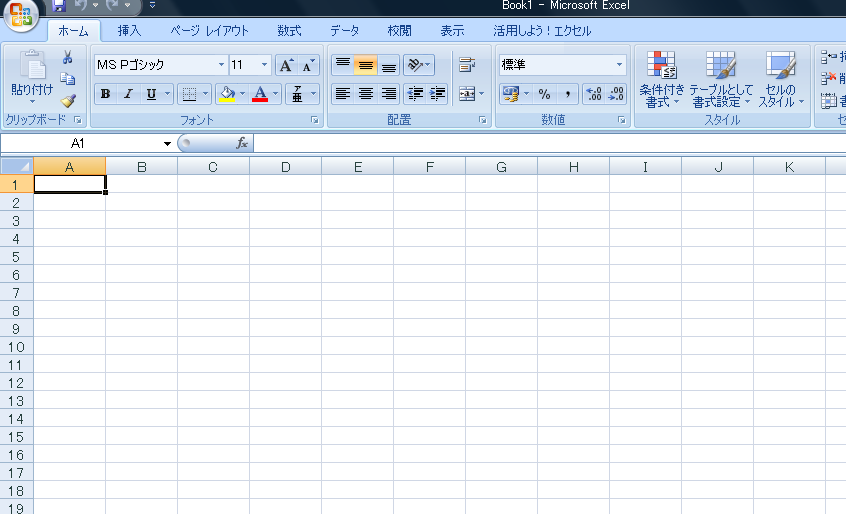 Book1 - Microsoft Excel
ホーム 挿入 ページ レイアウト 数式 データ 校閲 表示 活用しよう！エクセル
MS Pゴシック 11 A A 標準
貼り付け B I U A 亜 % , .00 .00 条件付き書式 テーブルとして書式設定 セルのスタイル
クリップボード フォント 配置 数値 スタイル
A1 fx
A B C D E F G H I J K
1
2
3
4
5
6
7
8
9
10
11
12
13
14
15
16
17
18
19